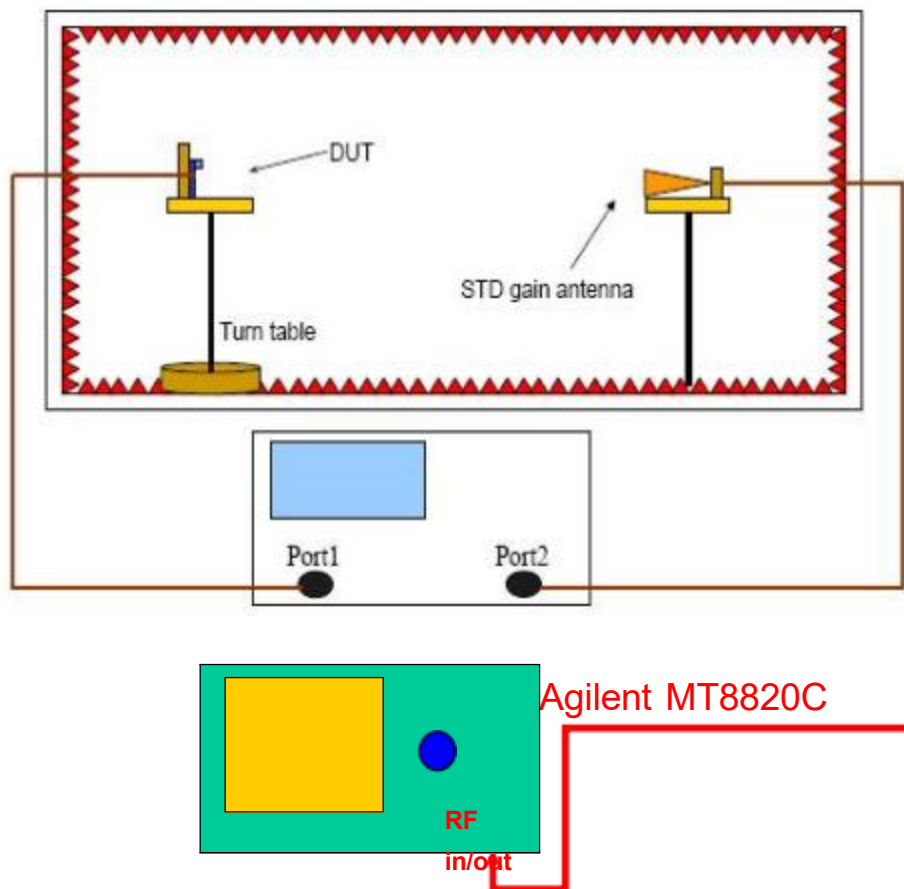 DUT
STD gain antenna
Turn table
Port1
Port2
Agilent MT8820C
RF
in/out